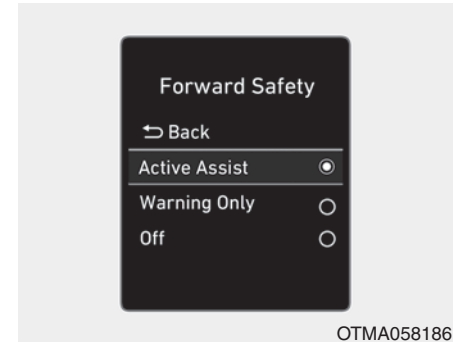 Forward Safety
Back
Active Assist
Warning Only
Off
OTMA058186